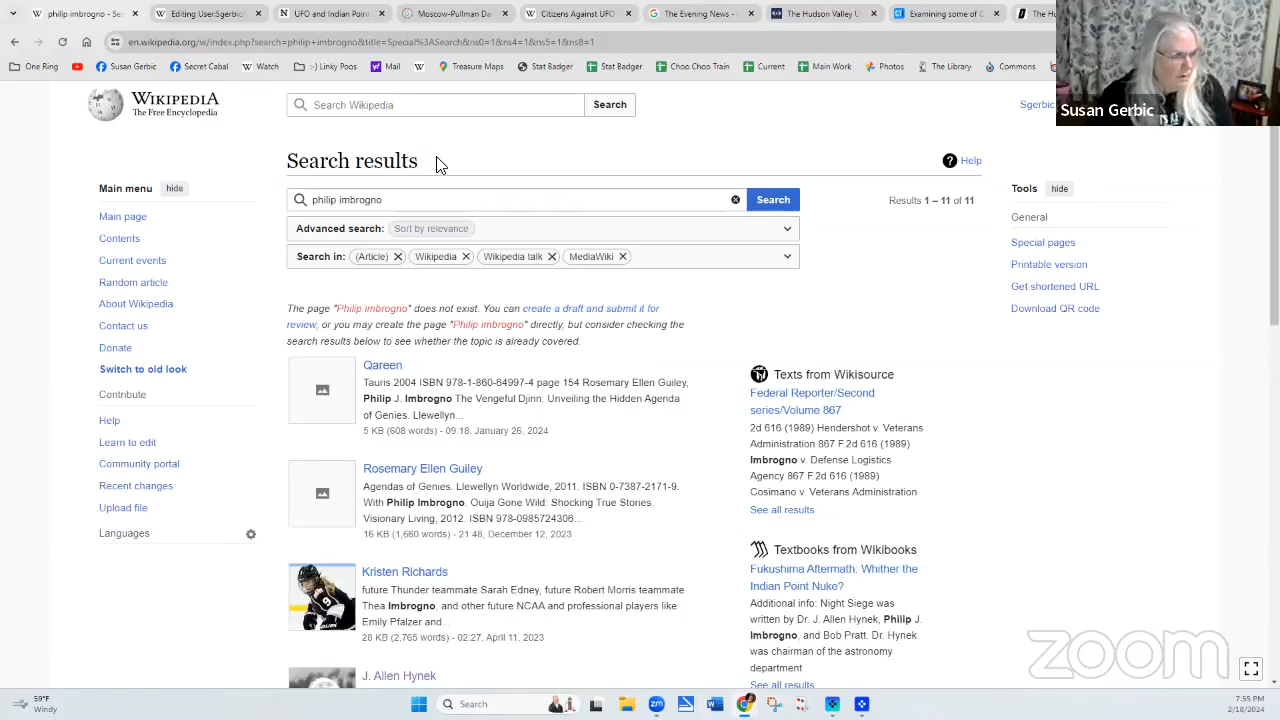 Editing User:Sgerbic
UFO and
Moscow-Pullman Da
Citizens Against UFO
The Evening News -
The Hudson Valley U
Examining some of C
The Hu
en.wikipedia.org/w/index.php?search=philip+imbrogno&title=Special%3ASearch&ns0=1&ns4=1&ns5=1&ns8=1
One Ring
Susan Gerbic
Secret Cabal
Watch
:-) Linky Pool
Mail
Treasure Maps
Stat Badger
Stat Badger
Choo Choo Train
Current
Main Work
The Photos
The Library
Commons
WIKIPEDIA
The Free Encyclopedia
Search Wikipedia
Search
Sgerbic
Susan Gerbic
Search results
Help
Main menu
hide
philip imbrogno
Search
Results 1 – 11 of 11
Tools
hide
Main page
Contents
Current events
Random article
About Wikipedia
Contact us
Donate
Switch to old look
Contribute
Help
Learn to edit
Community portal
Recent changes
Upload file
Languages
Advanced search: Sort by relevance
Search in: (Article) Wikipedia Wikipedia talk MediaWiki
General
Special pages
Printable version
Get shortened URL
Download QR code
The page "Philip imbrogno" does not exist. You can create a draft and submit it for
review, or you may create the page "Philip imbrogno" directly, but consider checking the
search results below to see whether the topic is already covered.
Qareen
Tauris 2004 ISBN 978-1-860-64997-4 page 154 Rosemary Ellen Guiley,
Philip J. Imbrogno The Vengeful Djinn: Unveiling the Hidden Agenda
of Genies. Llewellyn...
5 KB (608 words) - 09:18, January 26, 2024
Rosemary Ellen Guiley
Agendas of Genies. Llewellyn Worldwide, 2011. ISBN 0-7387-2171-9.
With Philip Imbrogno. Ouija Gone Wild: Shocking True Stories.
Visionary Living, 2012. ISBN 978-0985724306...
16 KB (1,660 words) - 21:48, December 12, 2023
Kristen Richards
future Thunder teammate Sarah Edney, future Robert Morris teammate
Thea Imbrogno, and other future NCAA and professional players like
Emily Pfalzer and...
28 KB (2,765 words) - 02:27, April 11, 2023
J. Allen Hynek
Texts from Wikisource
Federal Reporter/Second
series/Volume 867
2d 616 (1989) Hendershot v. Veterans
Administration 867 F.2d 616 (1989)
Imbrogno v. Defense Logistics
Agency 867 F.2d 616 (1989)
Cosimano v. Veterans Administration
See all results
Textbooks from Wikibooks
Fukushima Aftermath: Whither the
Indian Point Nuke?
Additional info: Night Siege was
written by Dr. J. Allen Hynek, Philip J.
Imbrogno, and Bob Pratt. Dr. Hynek
was chairman of the astronomy
department
See all results
zoom
59°F
Windy
Search
7:55 PM
2/18/2024